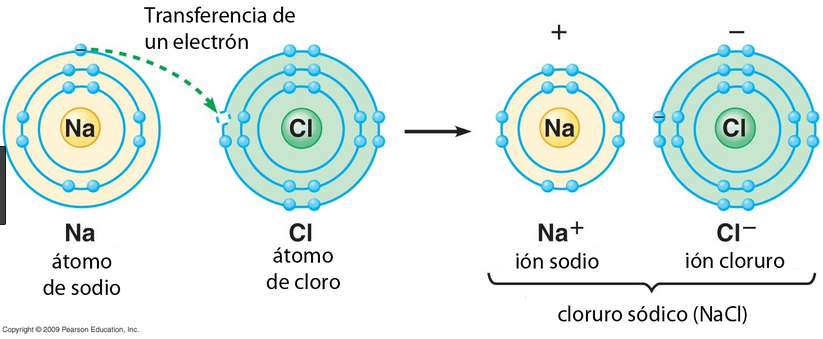 Transferencia de
un electrón
Na
Cl
+
Na
−
Cl
Na
átomo
de sodio
Cl
átomo
de cloro
Na+
ión sodio
Cl−
ión cloruro
cloruro sódico (NaCl)
Copyright © 2009 Pearson Education, Inc.